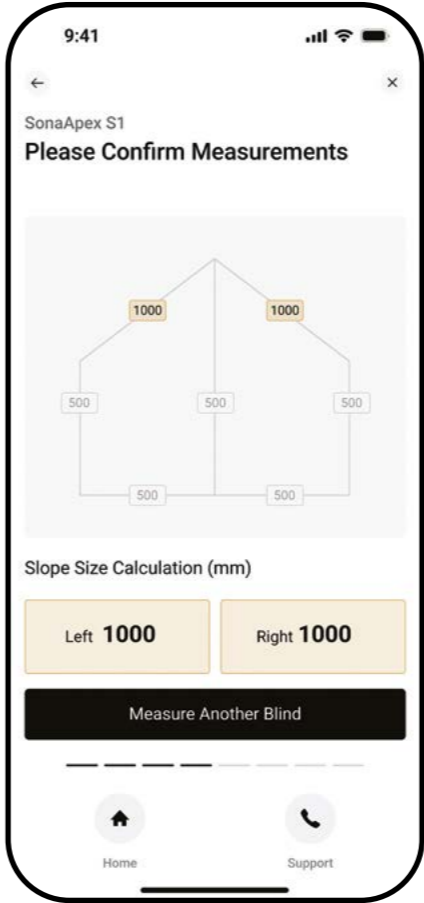 9:41
SonaApex S1
Please Confirm Measurements
1000 1000
500 500 500
500 500
Slope Size Calculation (mm)
Left 1000 Right 1000
Measure Another Blind
Home Support